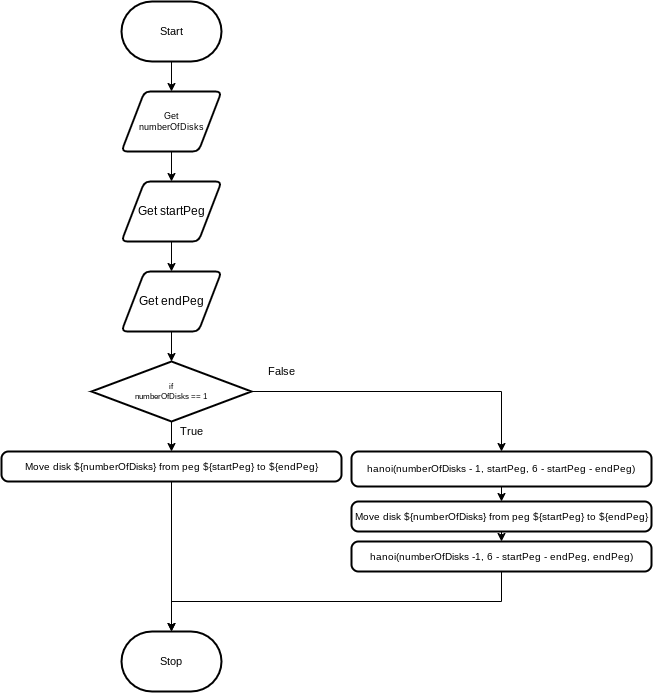 Start
Get
numberOfDisks
Get startPeg
Get endPeg
if
numberOfDisks == 1
False
True
Move disk ${numberOfDisks} from peg ${startPeg} to ${endPeg}
hanoi(numberOfDisks - 1, startPeg, 6 - startPeg - endPeg)
Move disk ${numberOfDisks} from peg ${startPeg} to ${endPeg}
hanoi(numberOfDisks -1, 6 - startPeg - endPeg, endPeg)
Stop